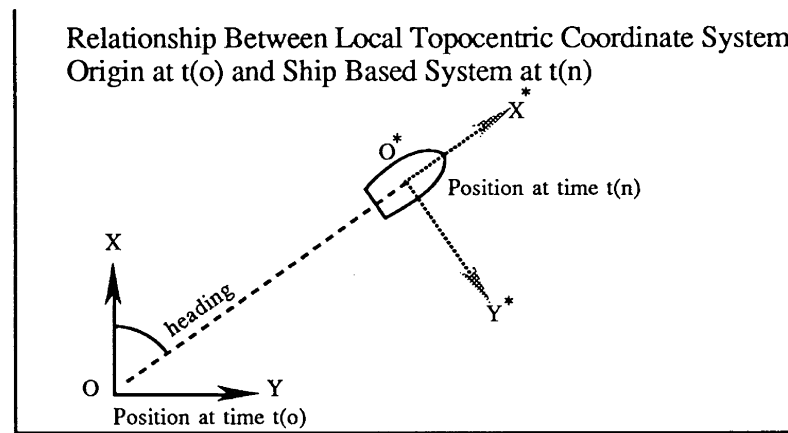 Relationship Between Local Topocentric Coordinate System
Origin at t(o) and Ship Based System at t(n)
X*
O*
Position at time t(n)
X
heading
Y*
O
Y
Position at time t(o)